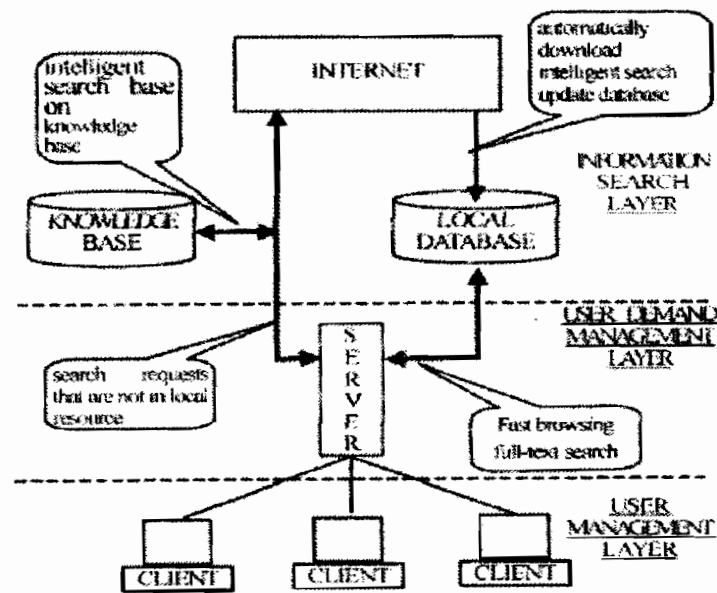 intelligent
search base
on
knowledge
base
INTERNET
automatically
download
intelligent search
update database
INFORMATION
SEARCH
LAYER
KNOWLEDGE
BASE
LOCAL
DATABASE
USER DEMAND
MANAGEMENT
LAYER
search requests
that are not in local
resource
SERVER
Fast browsing
full-text search
USER
MANAGEMENT
LAYER
CLIENT
CLIENT
CLIENT